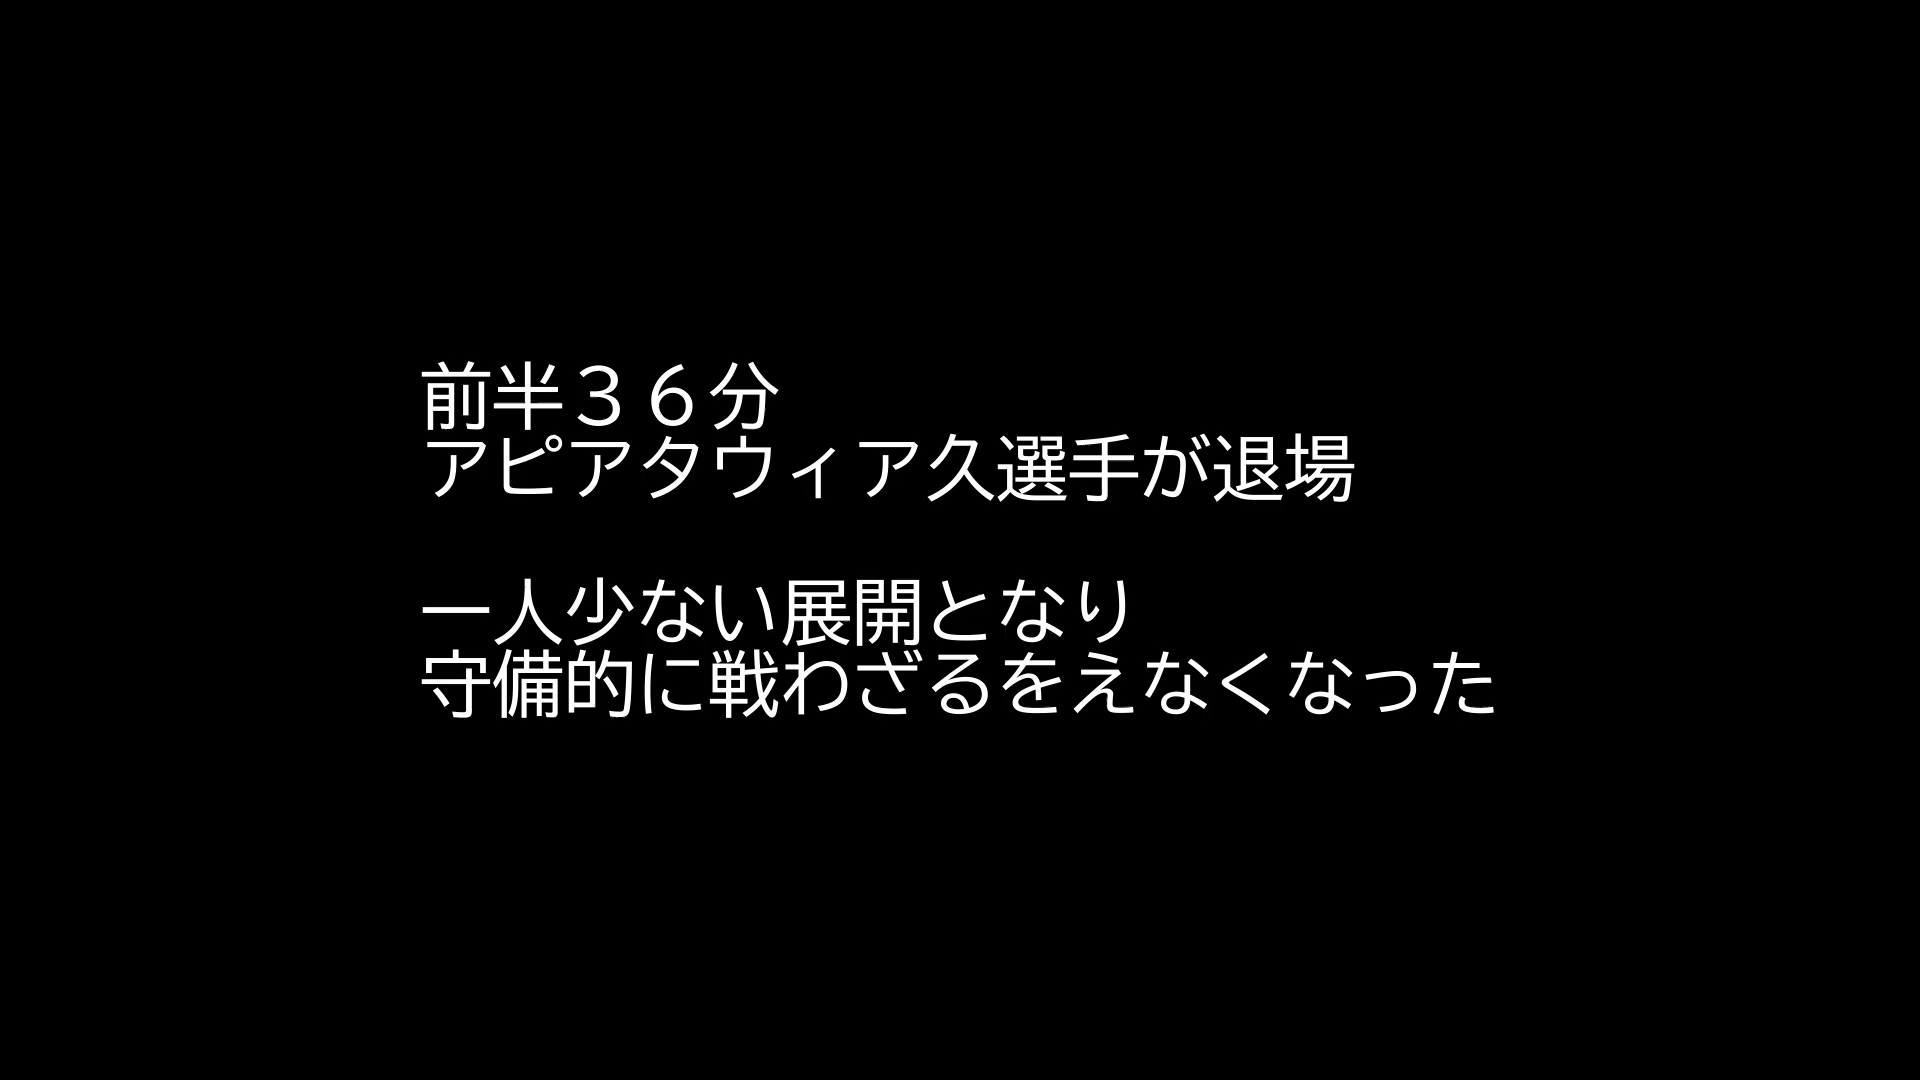 前半３６分
アピアタウィア久選手が退場
一人少ない展開となり
守備的に戦わざるをえなくなった